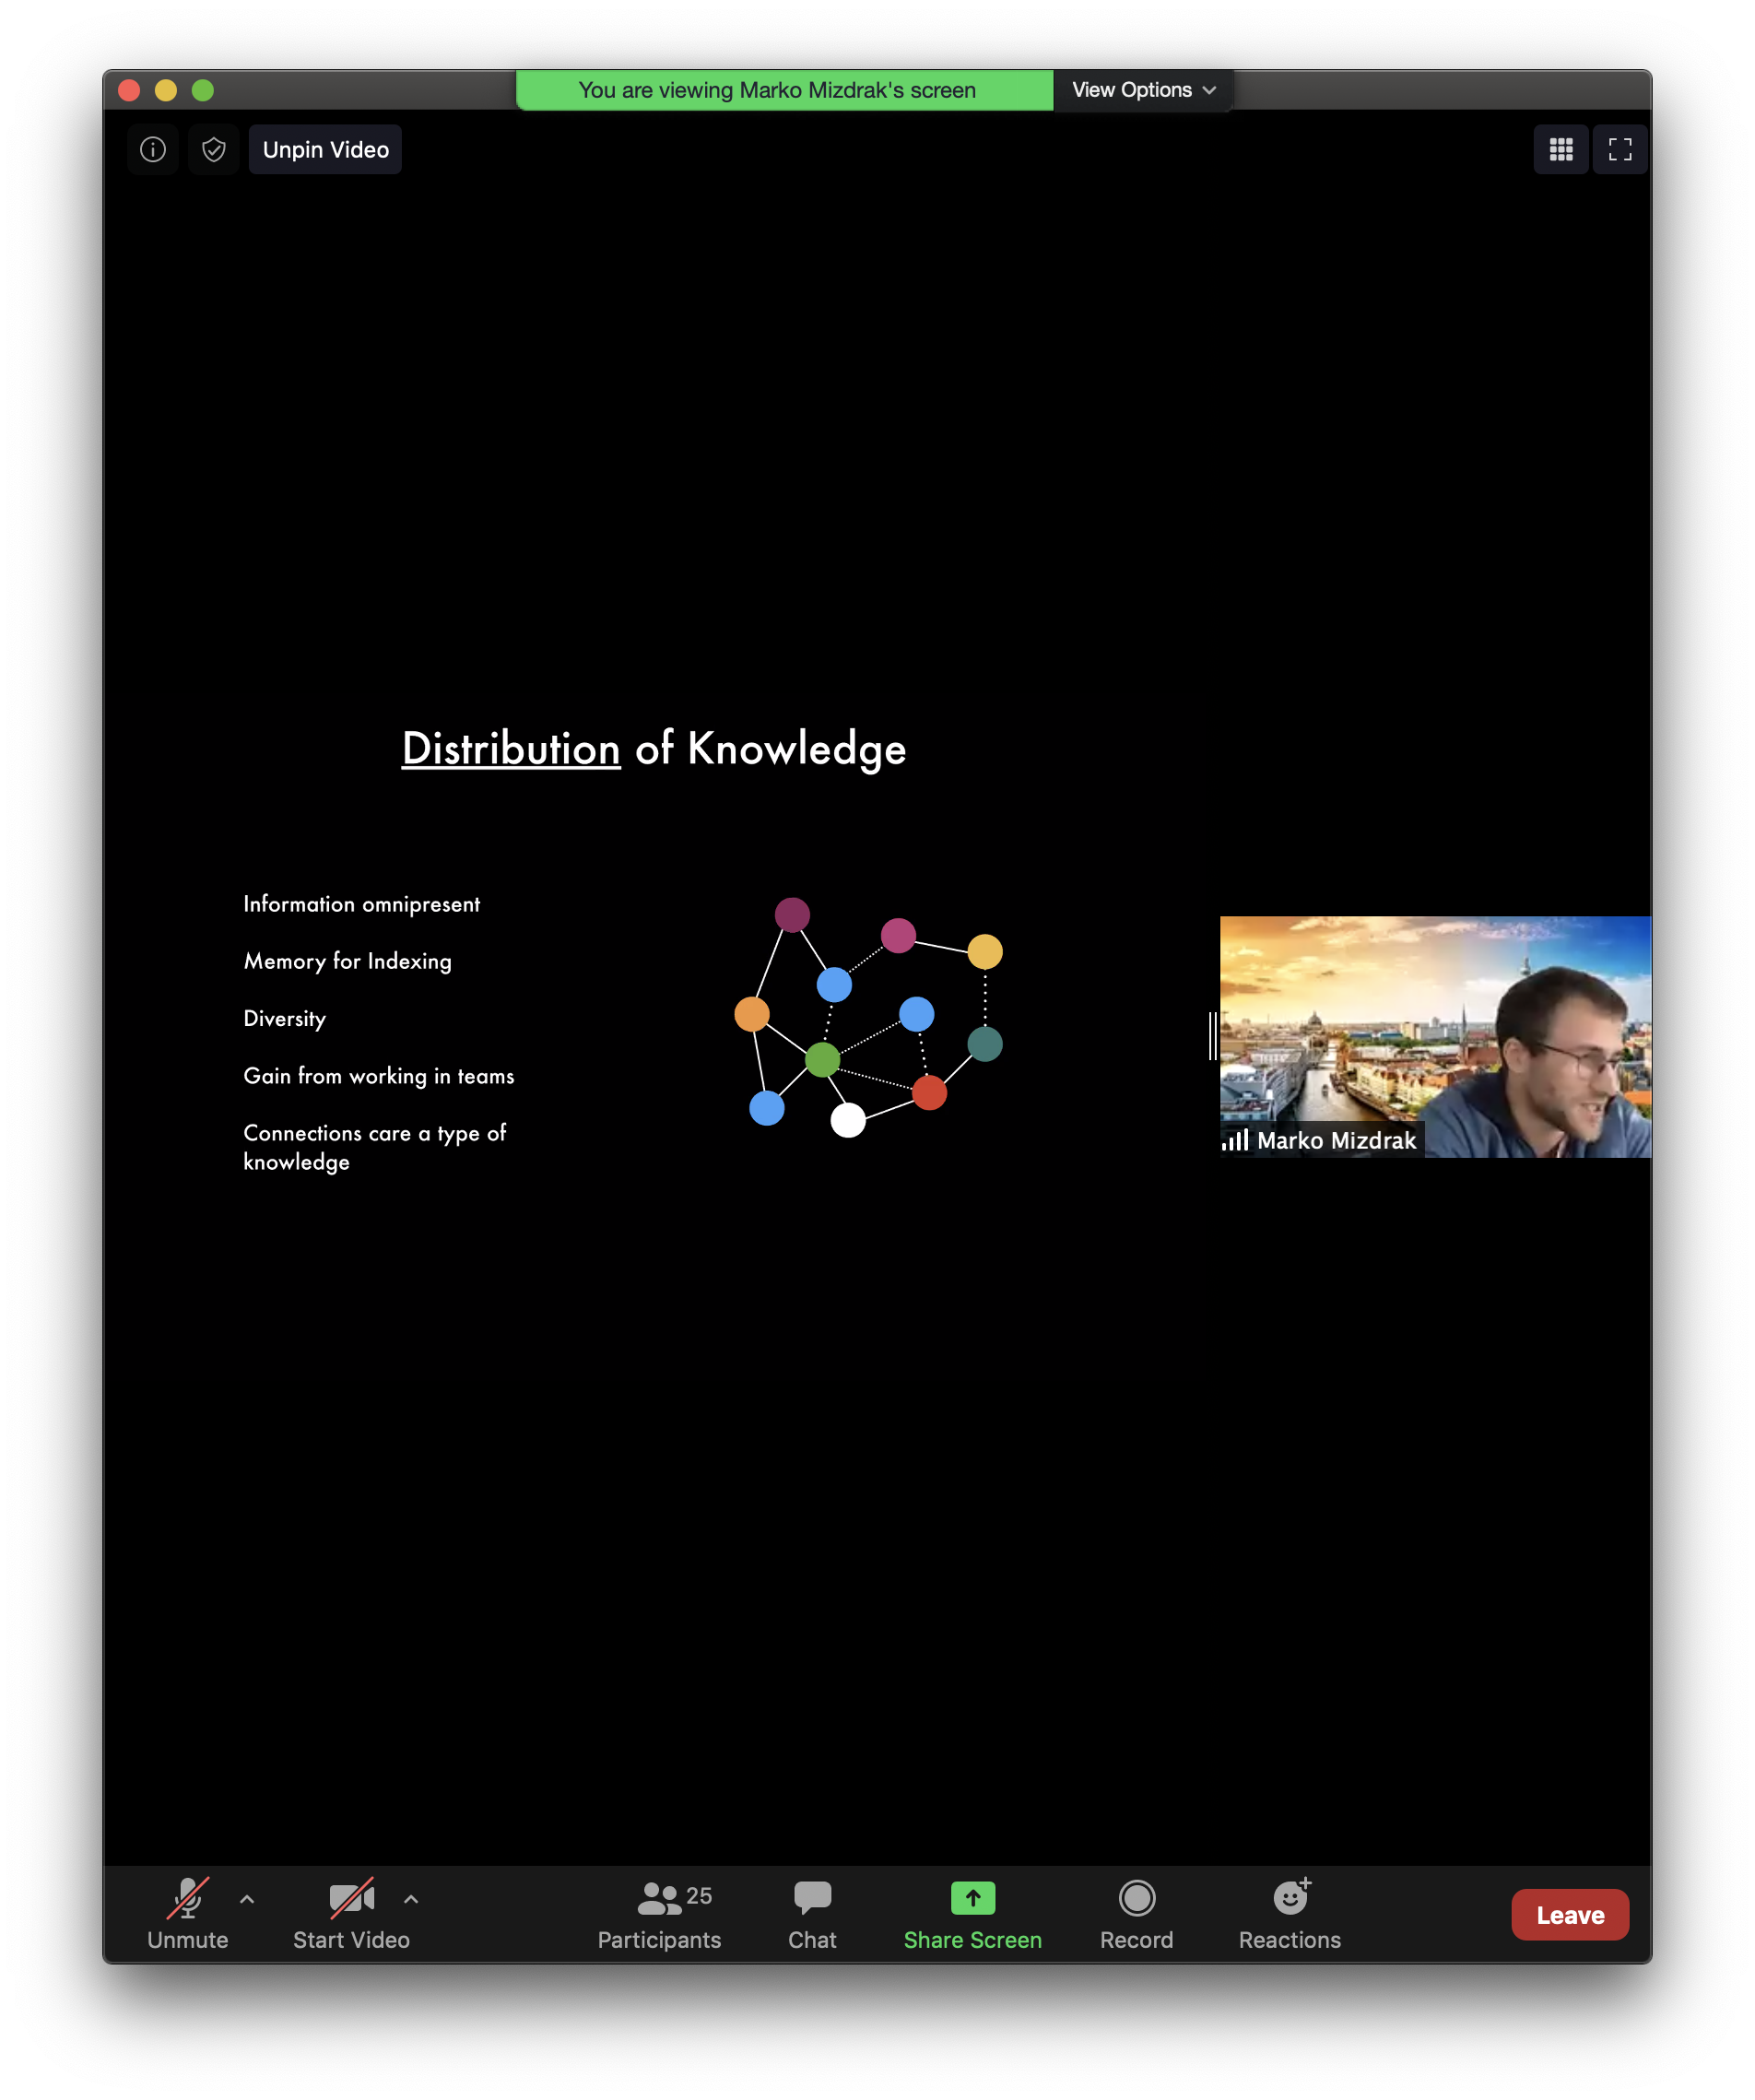 You are viewing Marko Mizdrak's screen
View Options
Unpin Video
Distribution of Knowledge
Information omnipresent
Memory for Indexing
Diversity
Gain from working in teams
Connections care a type of
knowledge
Marko Mizdrak
25
Unmute
Start Video
Participants
Chat
Share Screen
Record
Reactions
Leave